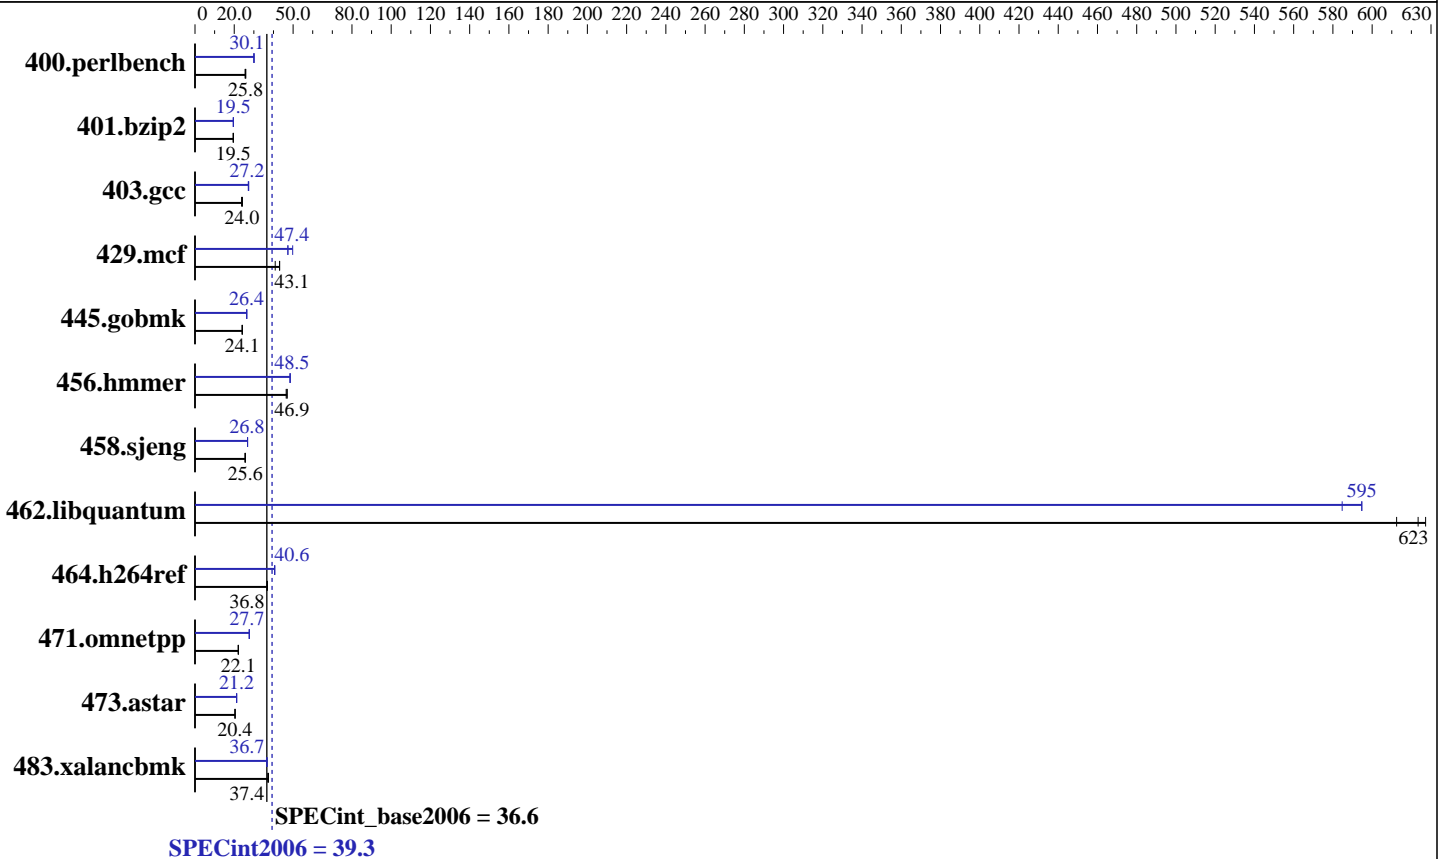 0 20.0 50.0 80.0 100 120 140 160 180 200 220 240 260 280 300 320 340 360 380 400 420 440 460 480 500 520 540 560 580 600 630
30.1
400.perlbench
25.8
19.5
401.bzip2
19.5
27.2
403.gcc
24.0
47.4
429.mcf
43.1
26.4
445.gobmk
24.1
48.5
456.hmmer
46.9
26.8
458.sjeng
25.6
595
462.libquantum
623
40.6
464.h264ref
36.8
27.7
471.omnetpp
22.1
21.2
473.astar
20.4
36.7
483.xalancbmk
37.4
SPECint_base2006 = 36.6
SPECint2006 = 39.3